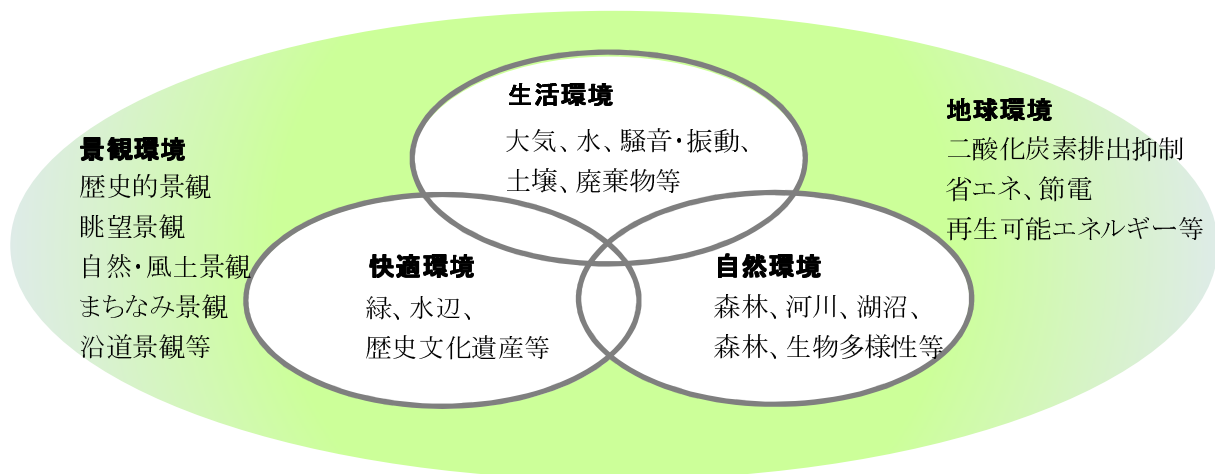 生活環境
大気、水、騒音・振動、
土壌、廃棄物等
景観環境
歴史的景観
眺望景観
自然・風土景観
まちなみ景観
沿道景観等
地球環境
二酸化炭素排出抑制
省エネ、節電
再生可能エネルギー等
快適環境
緑、水辺、
歴史文化遺産等
自然環境
森林、河川、湖沼、
森林、生物多様性等